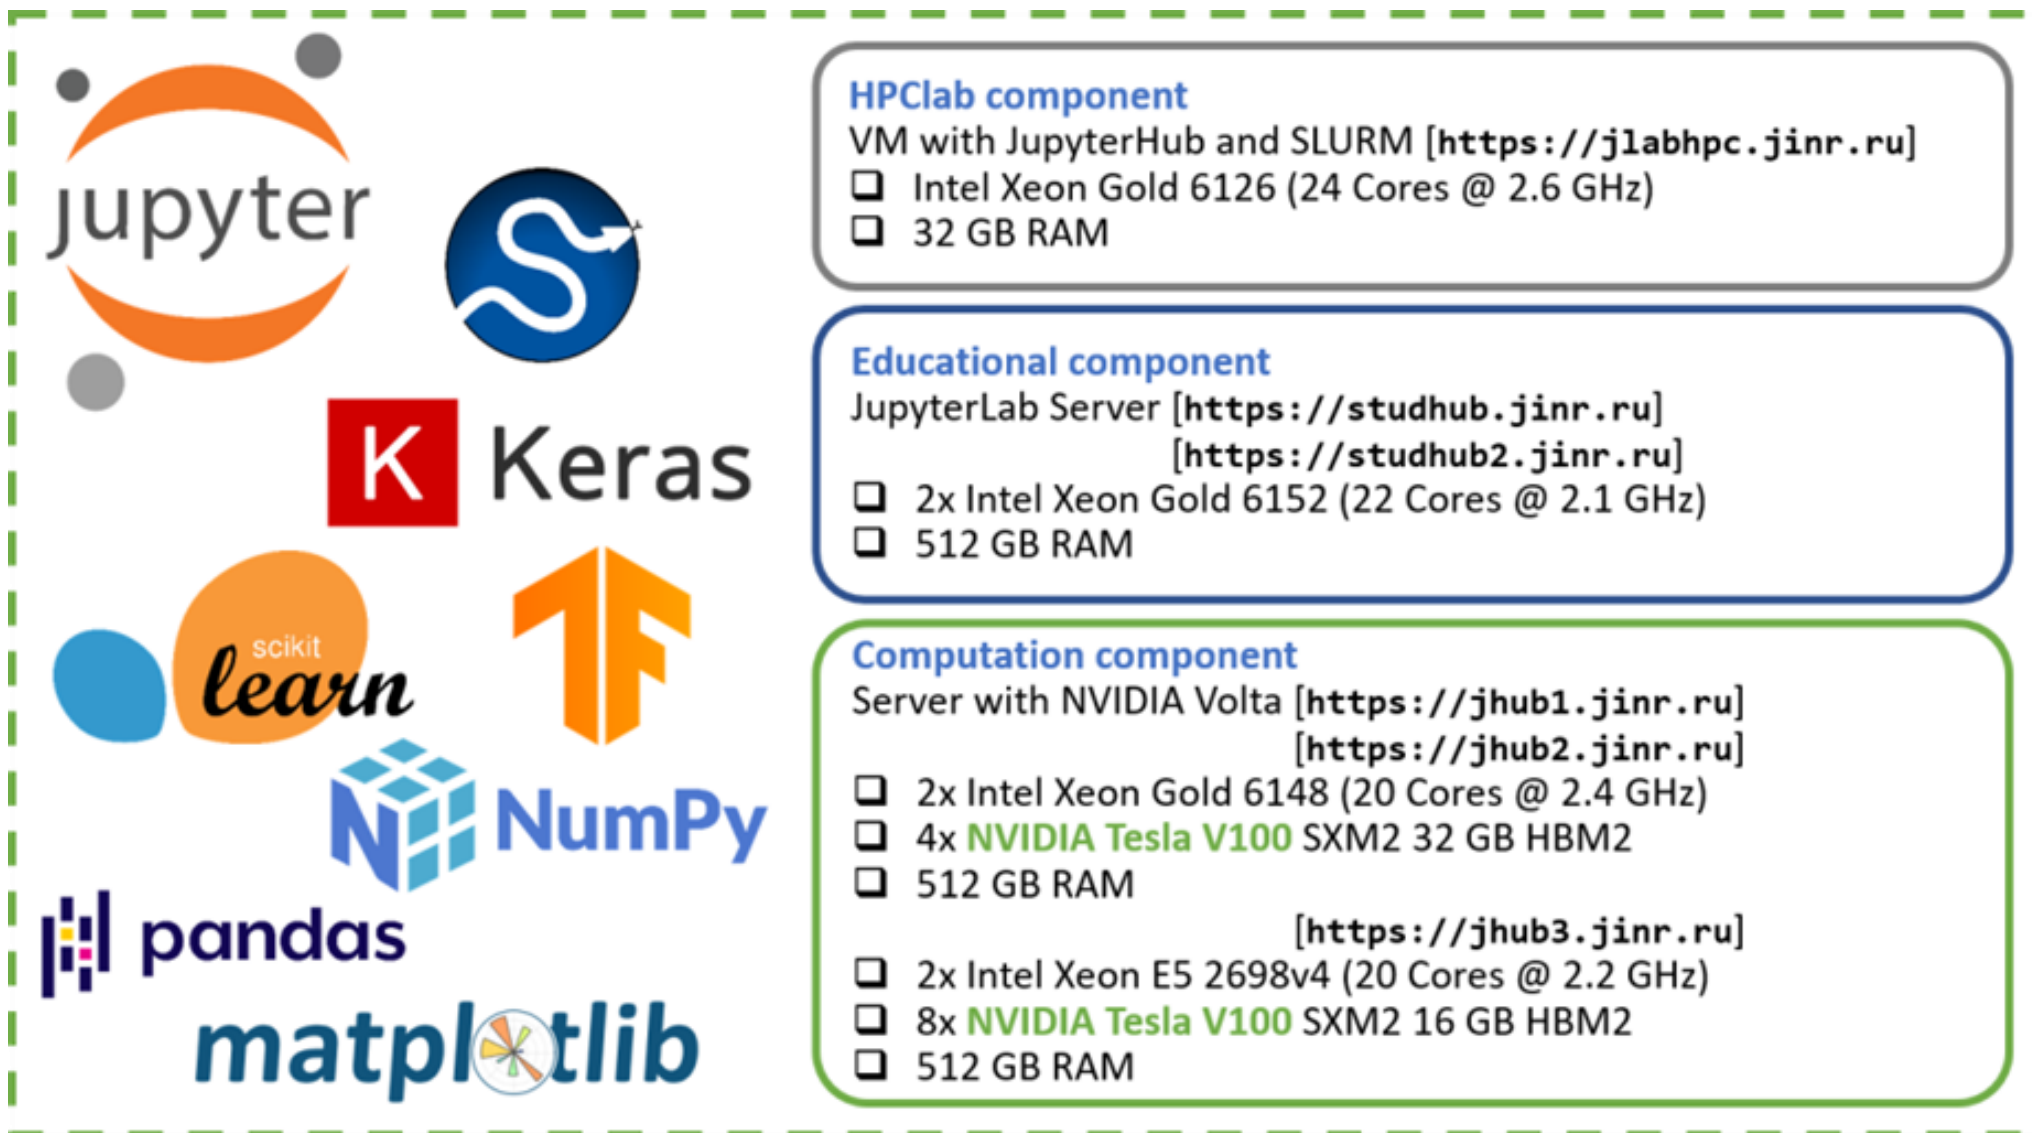 jupyter
K Keras
scikit
learn
TF
NumPy
pandas
matplotlib
HPClab component
VM with JupyterHub and SLURM [https://jlabhpc.jinr.ru]
❑ Intel Xeon Gold 6126 (24 Cores @ 2.6 GHz)
❑ 32 GB RAM
Educational component
JupyterLab Server [https://studhub.jinr.ru]
[https://studhub2.jinr.ru]
❑ 2x Intel Xeon Gold 6152 (22 Cores @ 2.1 GHz)
❑ 512 GB RAM
Computation component
Server with NVIDIA Volta [https://jhub1.jinr.ru]
[https://jhub2.jinr.ru]
❑ 2x Intel Xeon Gold 6148 (20 Cores @ 2.4 GHz)
❑ 4x NVIDIA Tesla V100 SXM2 32 GB HBM2
❑ 512 GB RAM
[https://jhub3.jinr.ru]
❑ 2x Intel Xeon E5 2698v4 (20 Cores @ 2.2 GHz)
❑ 8x NVIDIA Tesla V100 SXM2 16 GB HBM2
❑ 512 GB RAM